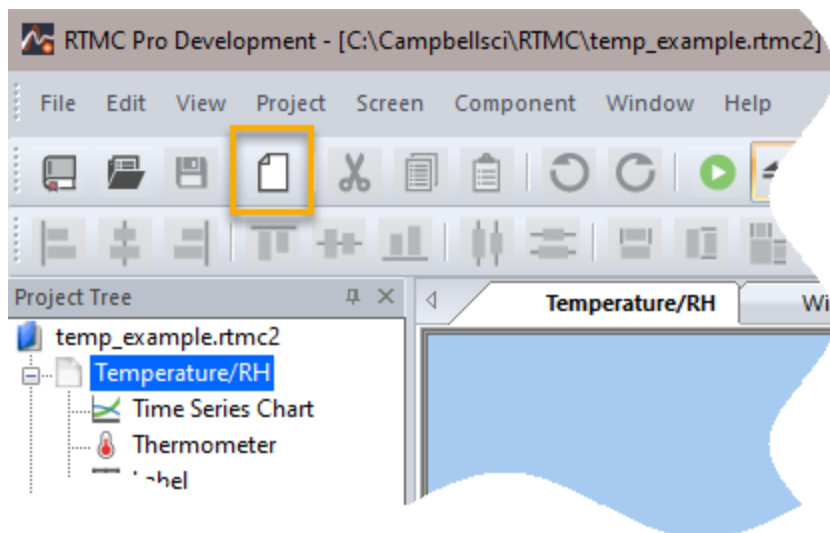 RTMC Pro Development - [C:\Campbellsci\RTMC\temp_example.rtmc2]
File Edit View Project Screen Component Window Help
Project Tree
Temperature/RH
temp_example.rtmc2
Temperature/RH
Time Series Chart
Thermometer